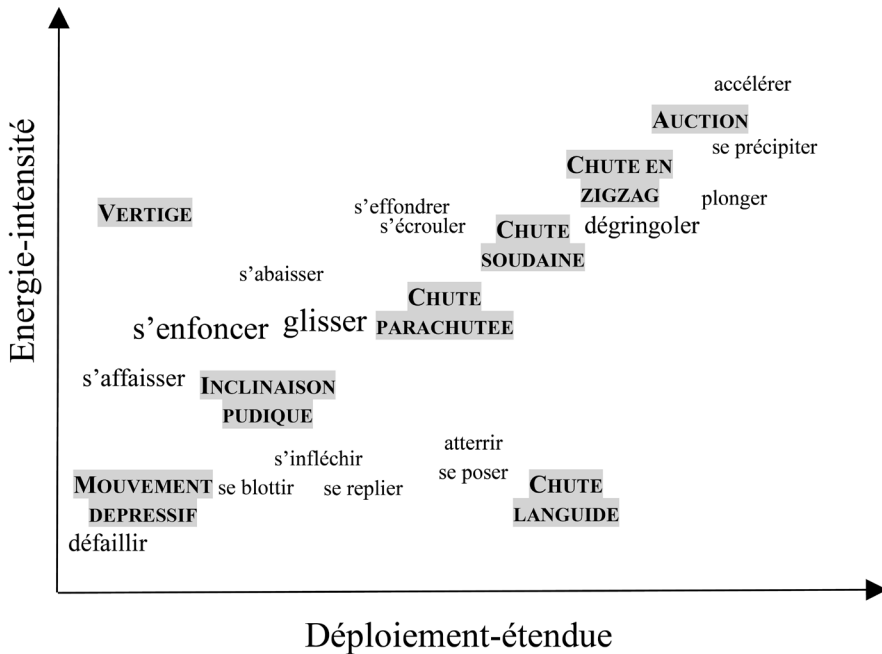 accélérer
AUCTION
se précipiter
CHUTE EN
ZIGZAG
plonger
VERTIGE
s'effondrer
s'écrouler
CHUTE
SOUDAINE
dégringoler
s'abaisser
CHUTE
PARACHUTEE
s'enfoncer
glisser
s'affaisser
INCLINAISON
PUDIQUE
s'infléchir
atterrir
se poser
MOUVEMENT
DEPRESSIF
se blottir
se replier
CHUTE
LANGUIDE
défaillir
Energie-intensité
Déploiement-étendue